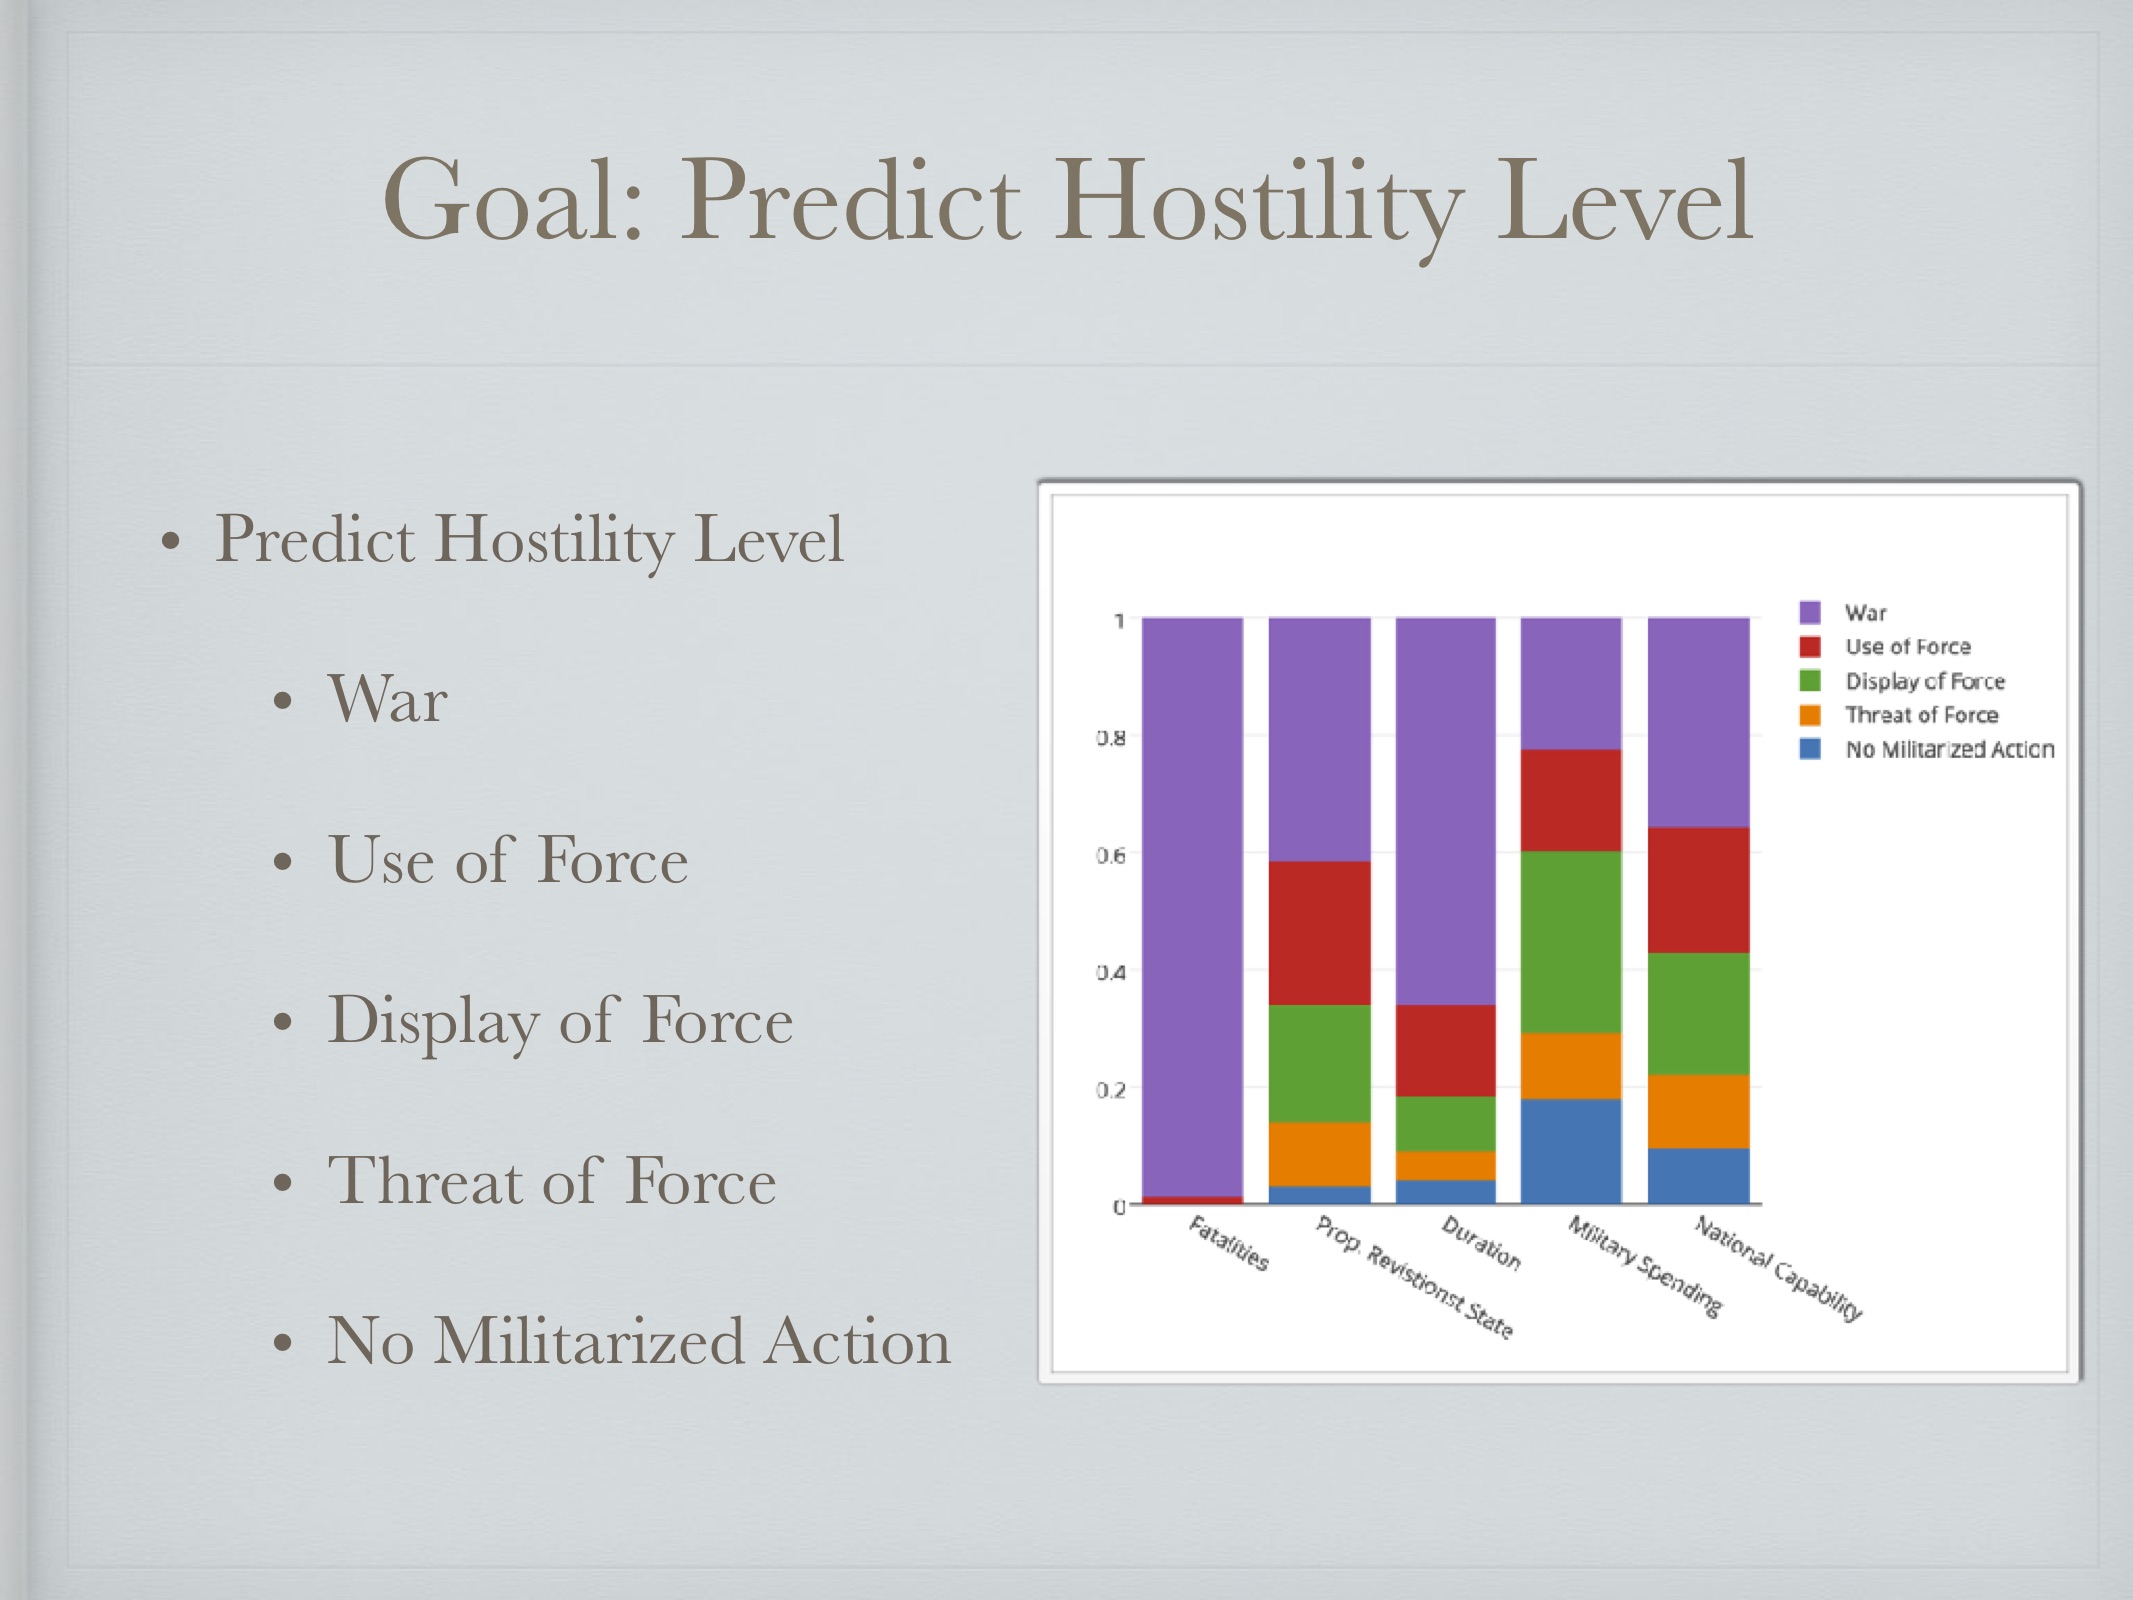 Goal: Predict Hostility Level
• Predict Hostility Level
• War
• Use of Force
• Display of Force
• Threat of Force
• No Militarized Action
1
0.8
0.6
0.4
0.2
0
Fatalities
Prop. Revistionst State
Duration
Military Spending
National Capability
War
Use of Force
Display of Force
Threat of Force
No Militarized Action